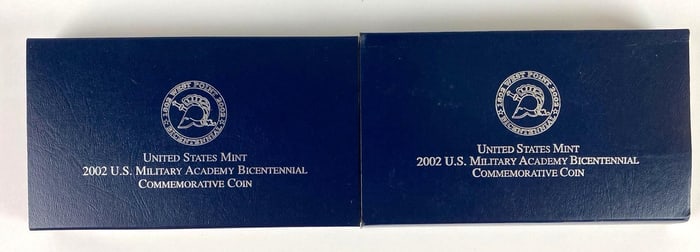 1802 WEST POINT 2002
BICENTENNIAL
UNITED STATES MINT
2002 U.S. MILITARY ACADEMY BICENTENNIAL
COMMEMORATIVE COIN
1802 WEST POINT 2002
BICENTENNIAL
UNITED STATES MINT
2002 U.S. MILITARY ACADEMY BICENTENNIAL
COMMEMORATIVE COIN